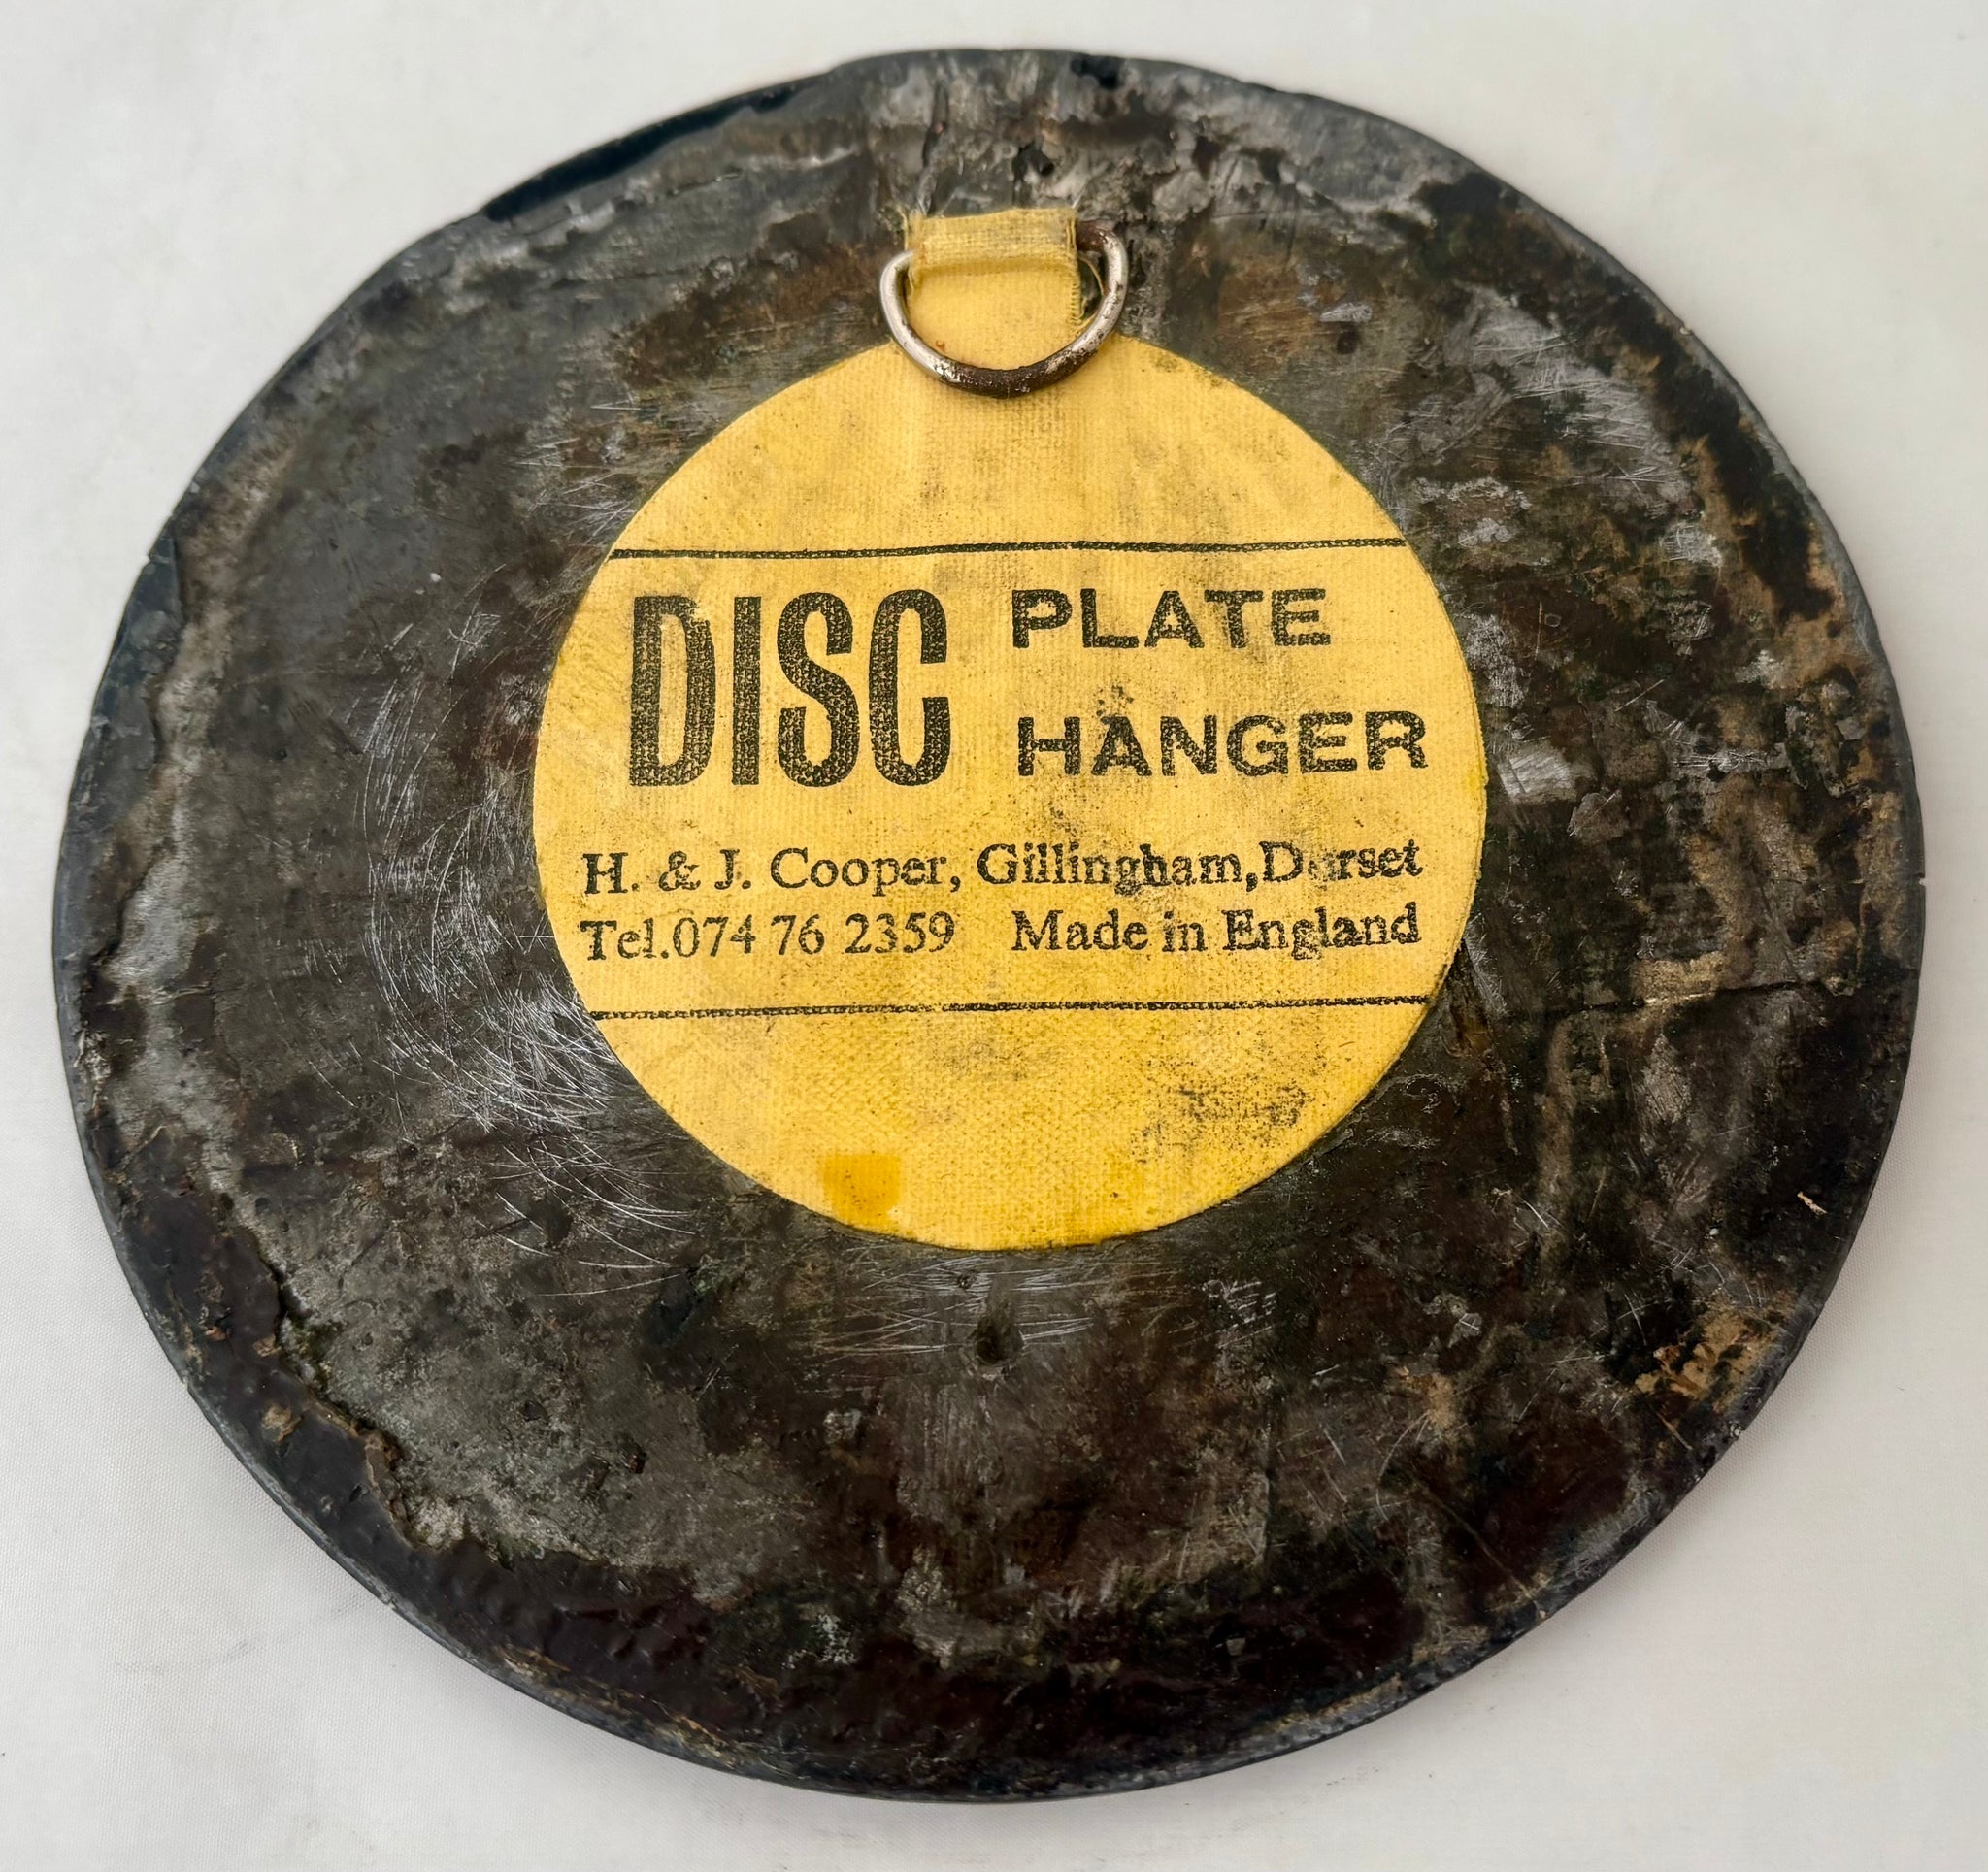 DISC PLATE
HANGER
H. & J. Cooper, Gillingham, Dorset
Tel.074 76 2359 Made in England